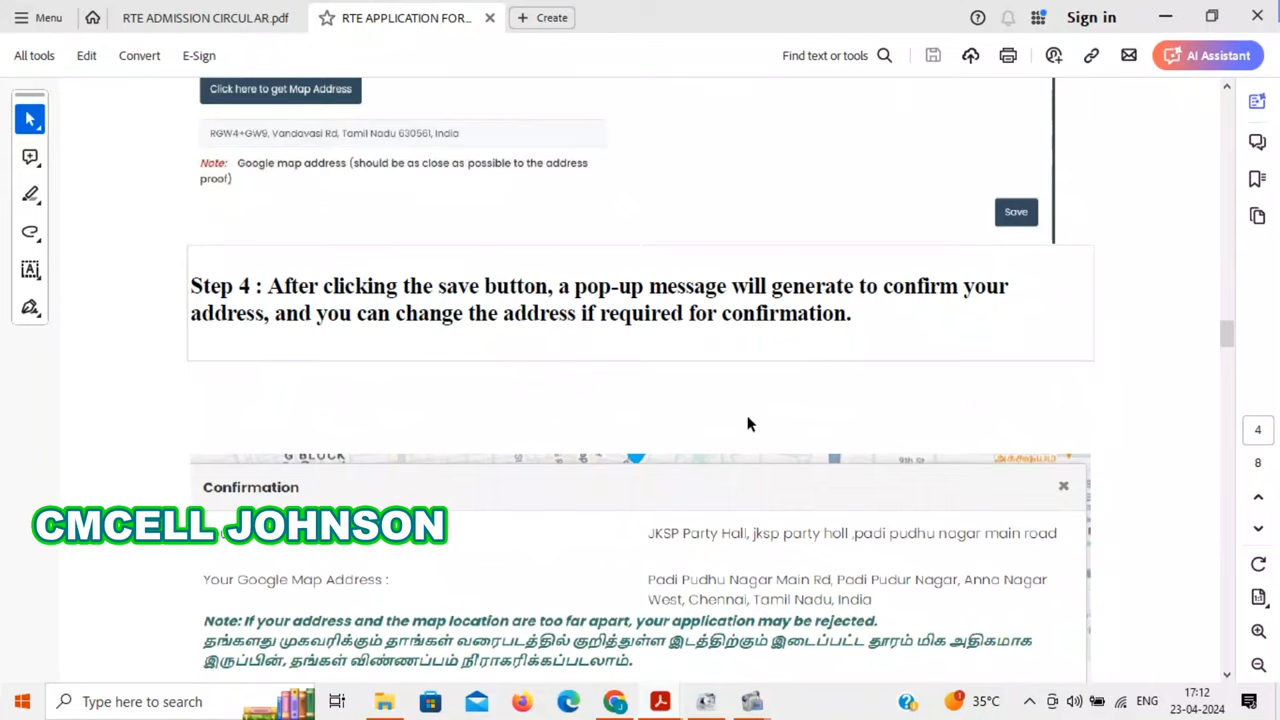 Menu
RTE ADMISSION CIRCULAR.pdf
RTE APPLICATION FOR...
Create
Sign in
All tools
Edit
Convert
E-Sign
Find text or tools
AI Assistant
Click here to get Map Address
RGW4+GW9, Vandavasi Rd, Tamil Nadu 630561, India
Note: Google map address (should be as close as possible to the address
proof)
Save
Step 4 : After clicking the save button, a pop-up message will generate to confirm your
address, and you can change the address if required for confirmation.
4
8
G BLOCK
9th St
Confirmation
CMCELL JOHNSON
JKSP Party Hall, jksp party holl ,padi pudhu nagar main road
Your Google Map Address :
Padi Pudhu Nagar Main Rd, Padi Pudur Nagar, Anna Nagar
West, Chennai, Tamil Nadu, India
Note: If your address and the map location are too far apart, your application may be rejected.
தங்களது முகவரிக்கும் தாங்கள் வரைபடத்தில் குறித்துள்ள இடத்திற்கும் இடைப்பட்ட தூரம் மிக அதிகமாக
இருப்பின், தங்கள் விண்ணப்பம் நிராகரிக்கப்படலாம்.
Type here to search
35°C
ENG
17:12
23-04-2024